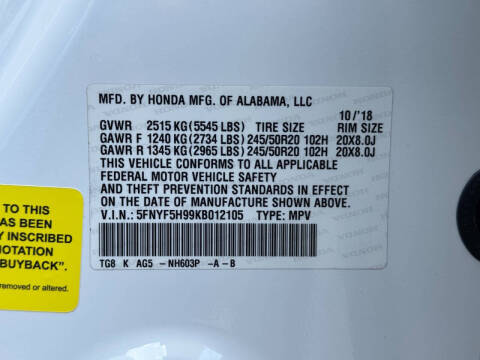 MFD. BY HONDA MFG. OF ALABAMA, LLC
10/'18
GVWR 2515 KG (5545 LBS) TIRE SIZE RIM SIZE
GAWR F 1240 KG (2734 LBS) 245/50R20 102H 20X8.0J
GAWR R 1345 KG (2965 LBS) 245/50R20 102H 20X8.0J
THIS VEHICLE CONFORMS TO ALL APPLICABLE
FEDERAL MOTOR VEHICLE SAFETY
AND THEFT PREVENTION STANDARDS IN EFFECT
ON THE DATE OF MANUFACTURE SHOWN ABOVE.
V.I.N.: 5FNYF5H99KB012105 TYPE: MPV
TG8 K AG5 -NH603P -A-B
TO THIS
AS BEEN
Y INSCRIBED
NOTATION
BUYBACK".
removed or altered.